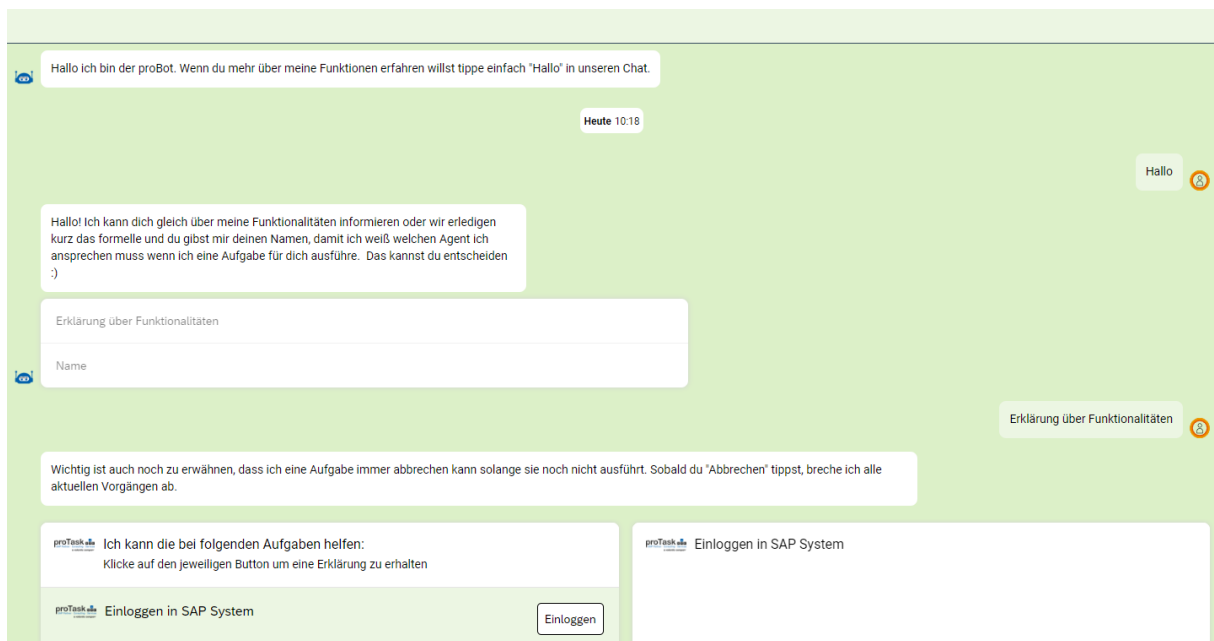 Hallo ich bin der proBot. Wenn du mehr über meine Funktionen erfahren willst tippe einfach "Hallo" in unseren Chat.
Heute 10:18
Hallo
Hallo! Ich kann dich gleich über meine Funktionalitäten informieren oder wir erledigen
kurz das formelle und du gibst mir deinen Namen, damit ich weiß welchen Agent ich
ansprechen muss wenn ich eine Aufgabe für dich ausführe. Das kannst du entscheiden
:)
Erklärung über Funktionalitäten
Name
Erklärung über Funktionalitäten
Wichtig ist auch noch zu erwähnen, dass ich eine Aufgabe immer abbrechen kann solange sie noch nicht ausführt. Sobald du "Abbrechen" tippst, breche ich alle
aktuellen Vorgängen ab.
proTask Ich kann die bei folgenden Aufgaben helfen:
Klicke auf den jeweiligen Button um eine Erklärung zu erhalten
proTask Einloggen in SAP System
Einloggen
proTask Einloggen in SAP System